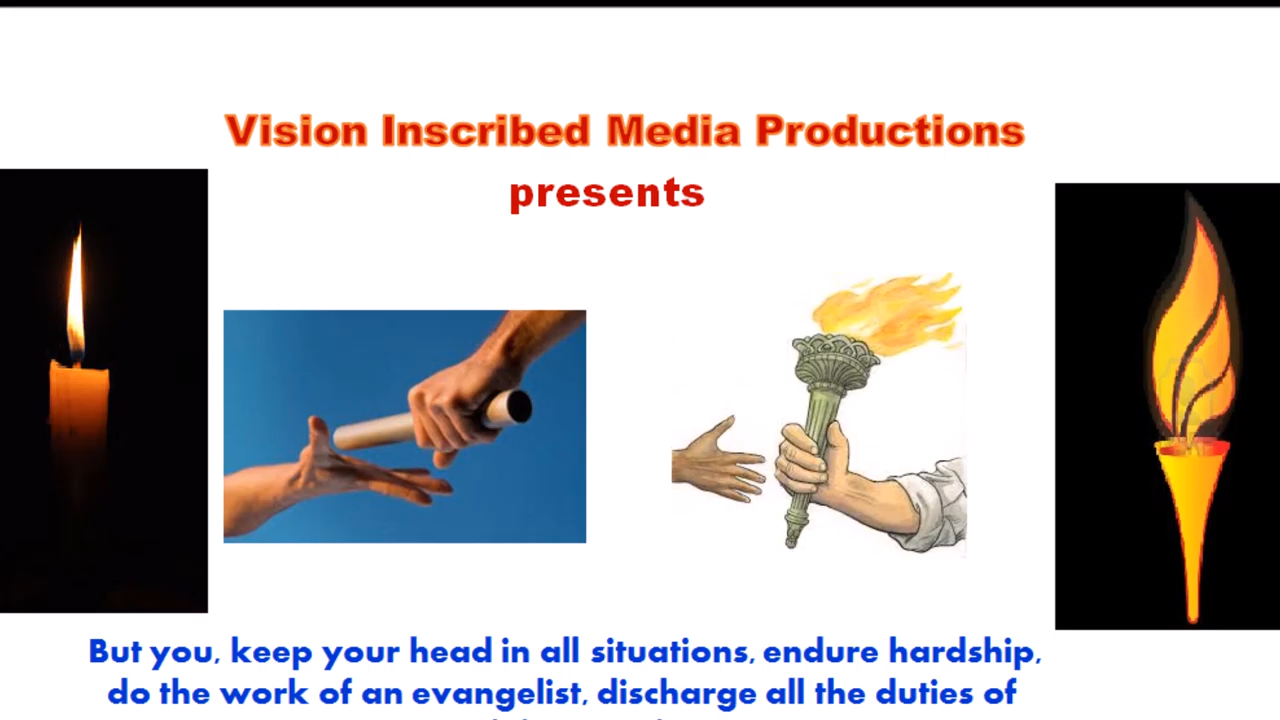 Vision Inscribed Media Productions
presents
But you, keep your head in all situations, endure hardship,
do the work of an evangelist, discharge all the duties of